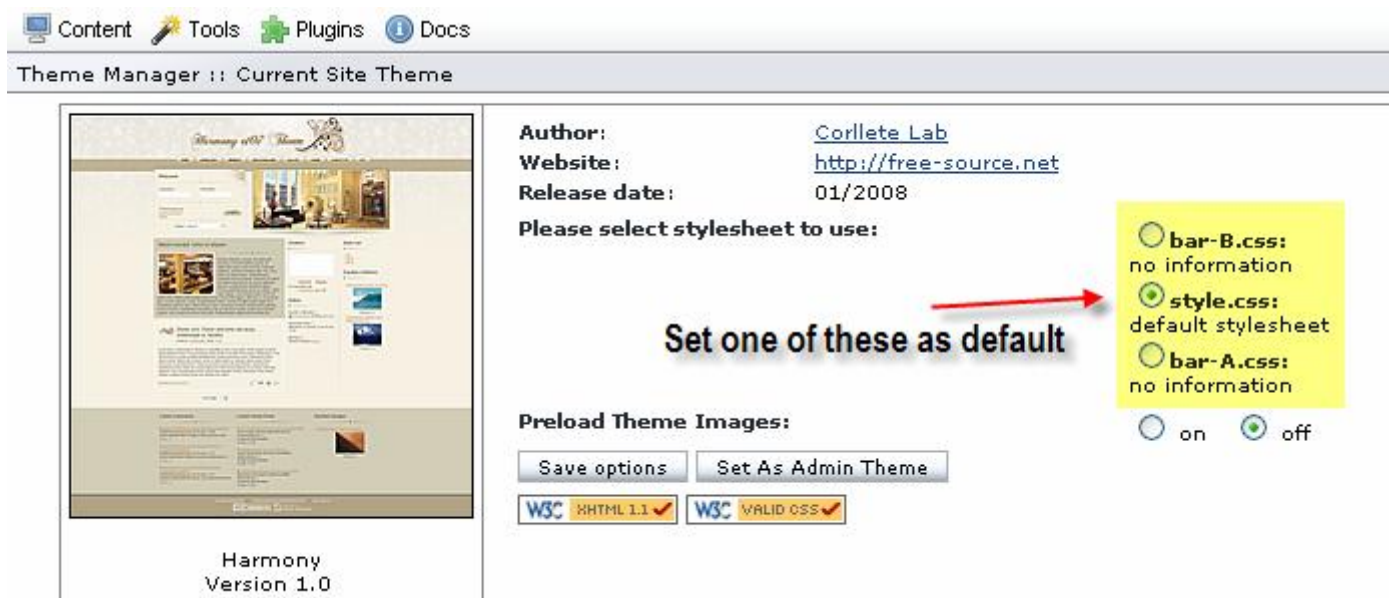 Content Tools Plugins Docs
Theme Manager :: Current Site Theme
Harmony e107 Theme
Author: Corllete Lab
Website: http://free-source.net
Release date: 01/2008
Please select stylesheet to use:
bar-B.css:
no information
style.css:
default stylesheet
bar-A.css:
no information
Set one of these as default
Preload Theme Images: on off
Save options Set As Admin Theme
W3C XHTML 1.1 W3C VALID CSS
Harmony
Version 1.0